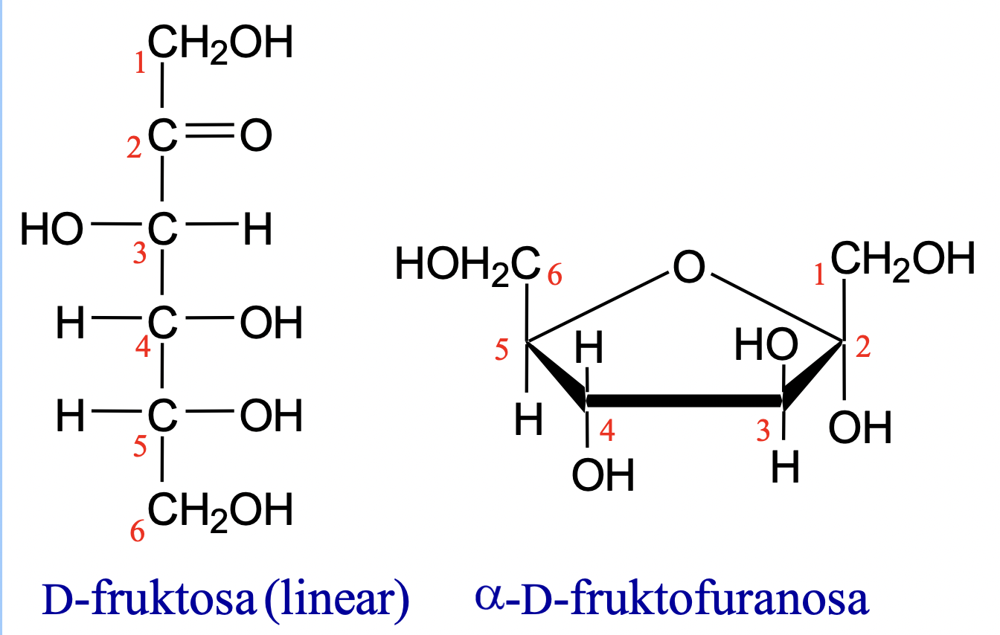 CH₂OH
1
C=O
2
HO—C—H
3
H—C—OH
4
H—C—OH
5
CH₂OH
6
D-fruktosa (linear)
HOH₂C 6
O
1 CH₂OH
5
H
HO
2
H
4
3
OH
OH
H
α-D-fruktofuranosa